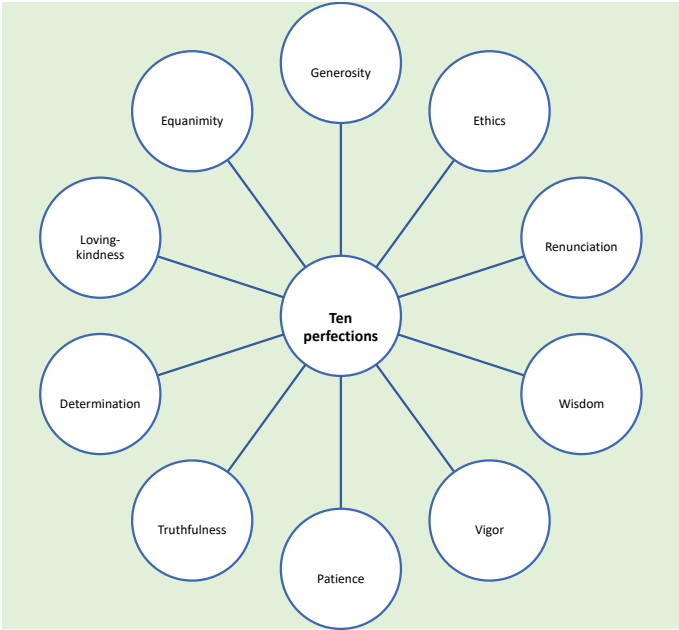 Generosity
Ethics
Renunciation
Wisdom
Vigor
Patience
Truthfulness
Determination
Loving-
kindness
Equanimity
Ten
perfections